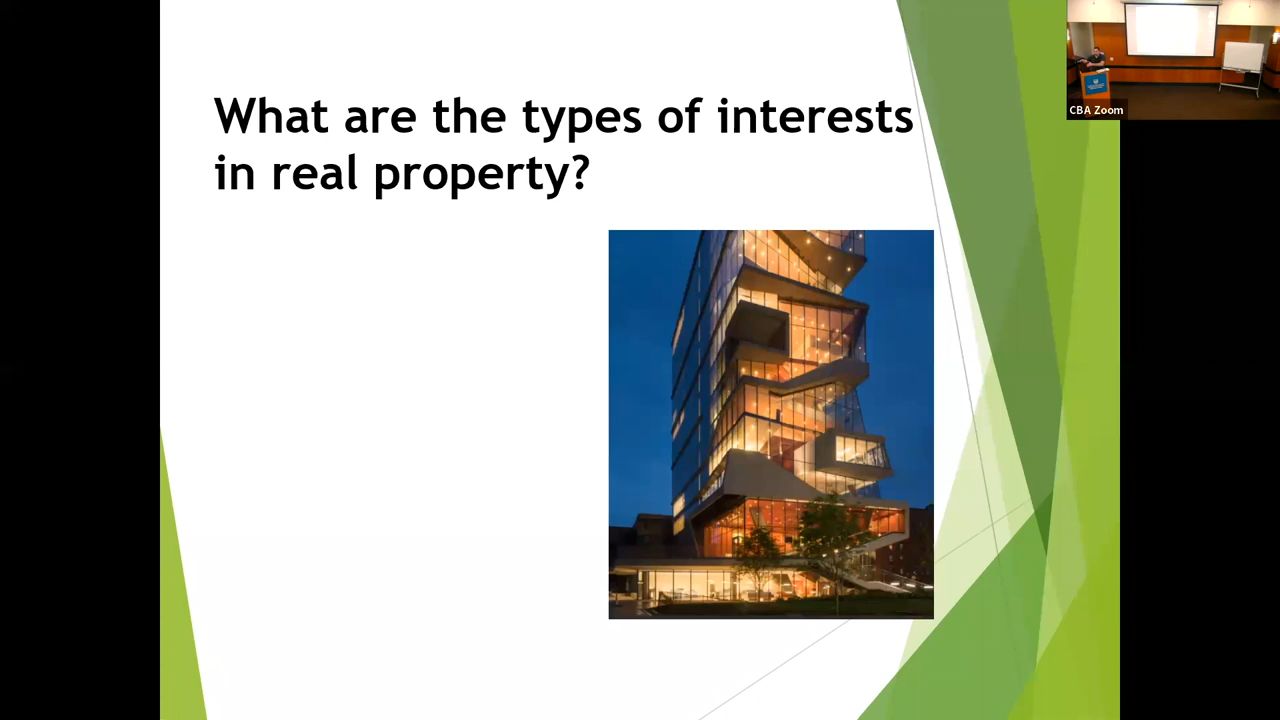 What are the types of interests
in real property?
CBA Zoom